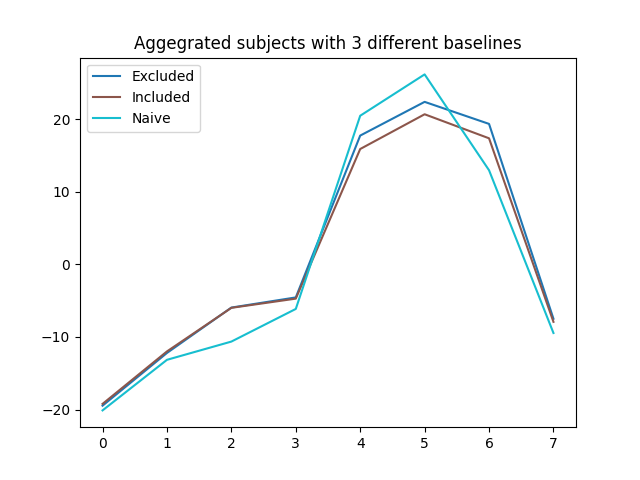 Aggegrated subjects with 3 different baselines
Excluded
Included
Naive
20
10
0
−10
−20
0 1 2 3 4 5 6 7